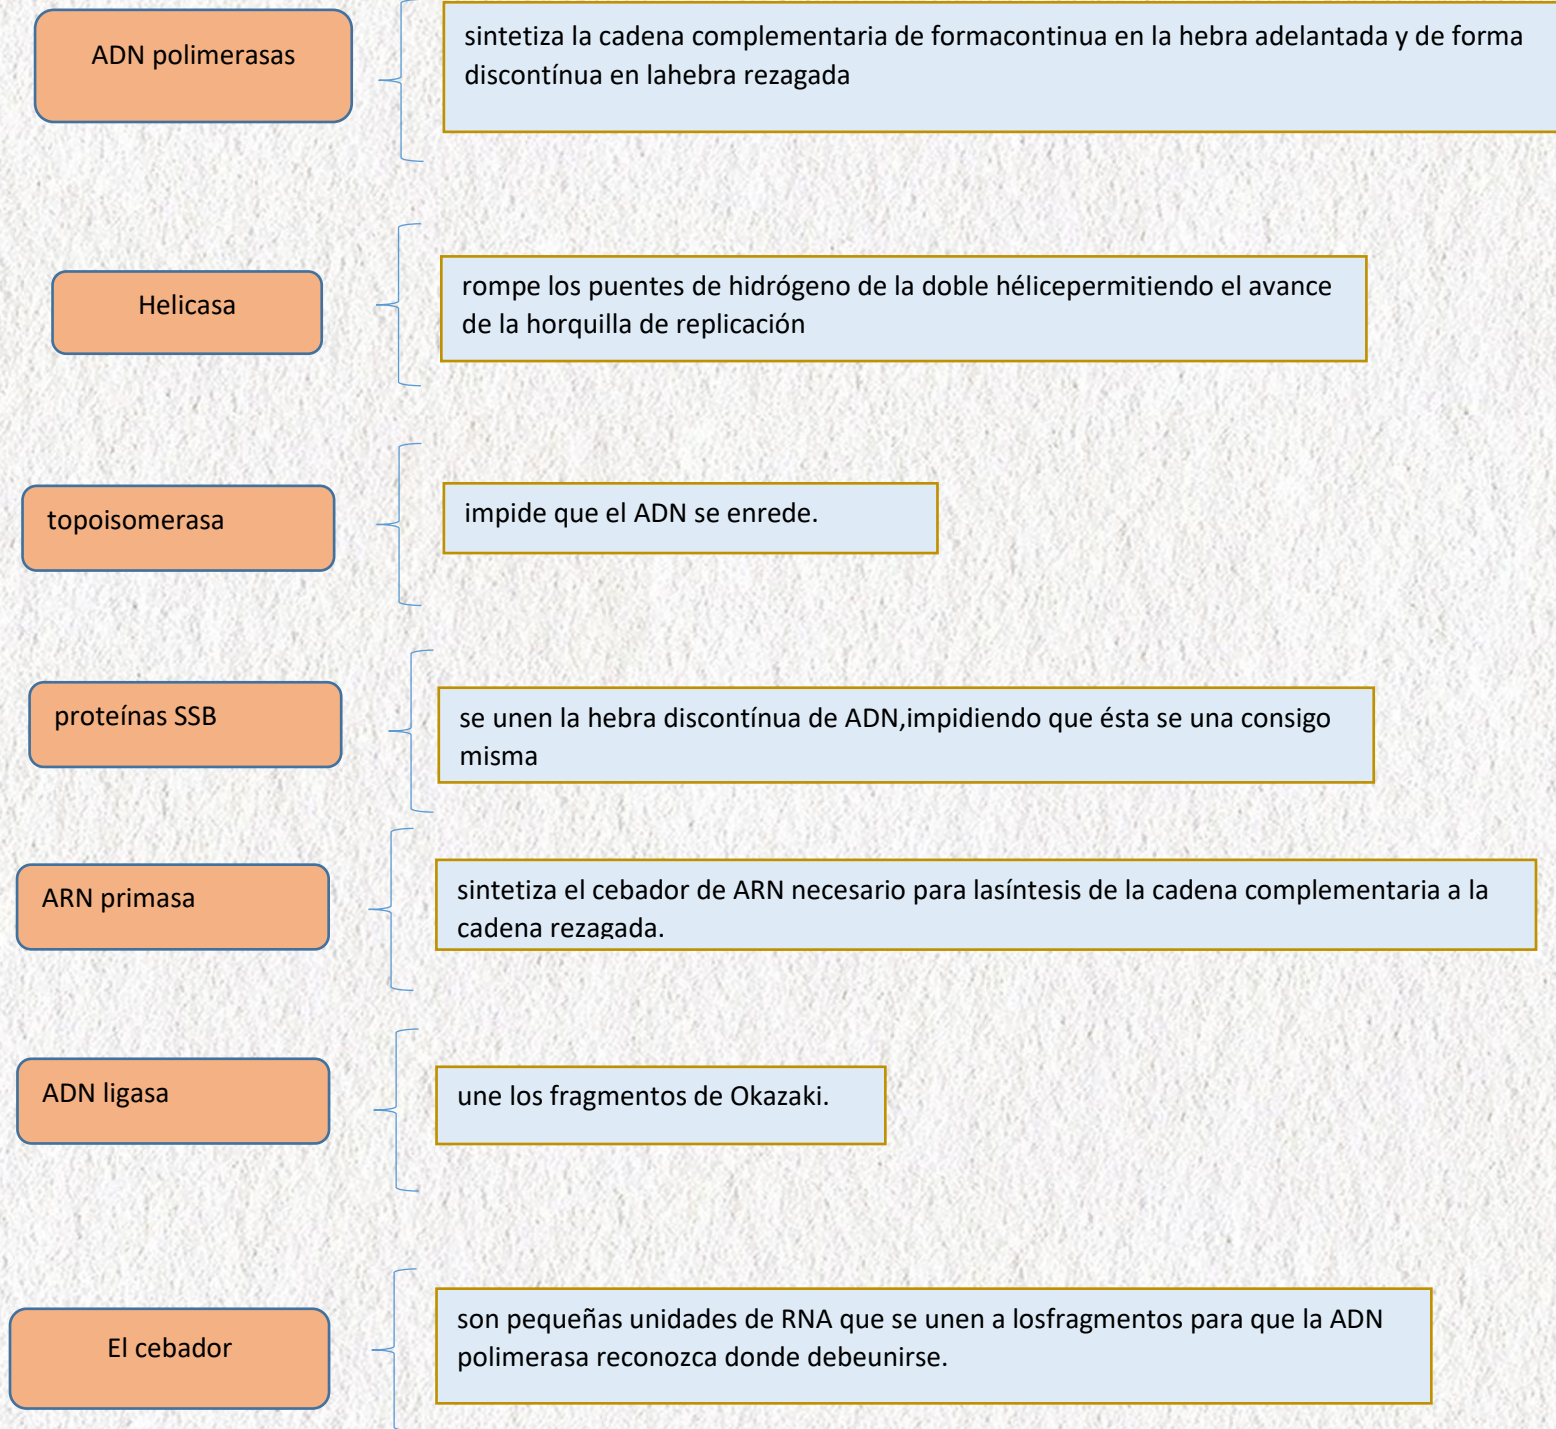 ADN polimerasas
sintetiza la cadena complementaria de formacontinua en la hebra adelantada y de forma
discontínua en lahebra rezagada
Helicasa
rompe los puentes de hidrógeno de la doble hélicepermitiendo el avance
de la horquilla de replicación
topoisomerasa
impide que el ADN se enrede.
proteínas SSB
se unen la hebra discontínua de ADN,impidiendo que ésta se una consigo
misma
ARN primasa
sintetiza el cebador de ARN necesario para lasíntesis de la cadena complementaria a la
cadena rezagada.
ADN ligasa
une los fragmentos de Okazaki.
El cebador
son pequeñas unidades de RNA que se unen a losfragmentos para que la ADN
polimerasa reconozca donde debeunirse.